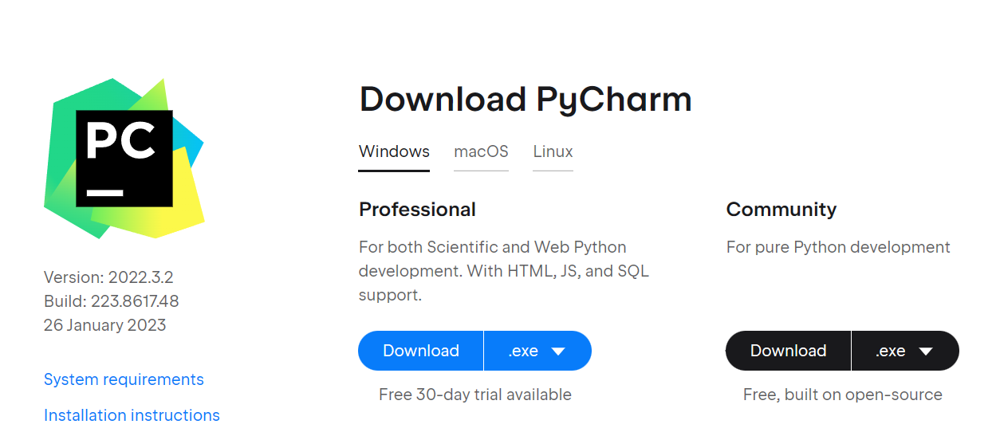 PC
Version: 2022.3.2
Build: 223.8617.48
26 January 2023
System requirements
Installation instructions
Download PyCharm
Windows macOS Linux
Professional
For both Scientific and Web Python
development. With HTML, JS, and SQL
support.
Download .exe
Free 30-day trial available
Community
For pure Python development
Download .exe
Free, built on open-source